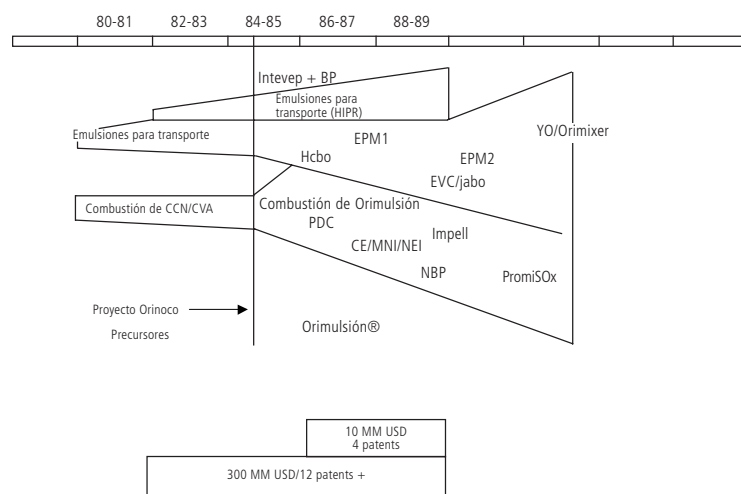 80-81 82-83 84-85 86-87 88-89
Intevep + BP
Emulsiones para
transporte (HIPR)
Emulsiones para transporte
EPM1
YO/Orimixer
Hcbo
EPM2
EVC/jabo
Combustión de CCN/CVA
Combustión de Orimulsión
PDC
Impell
CE/MNI/NEI
NBP
PromiSOx
Proyecto Orinoco
Precursores
Orimulsión®
10 MM USD
4 patents
300 MM USD/12 patents +